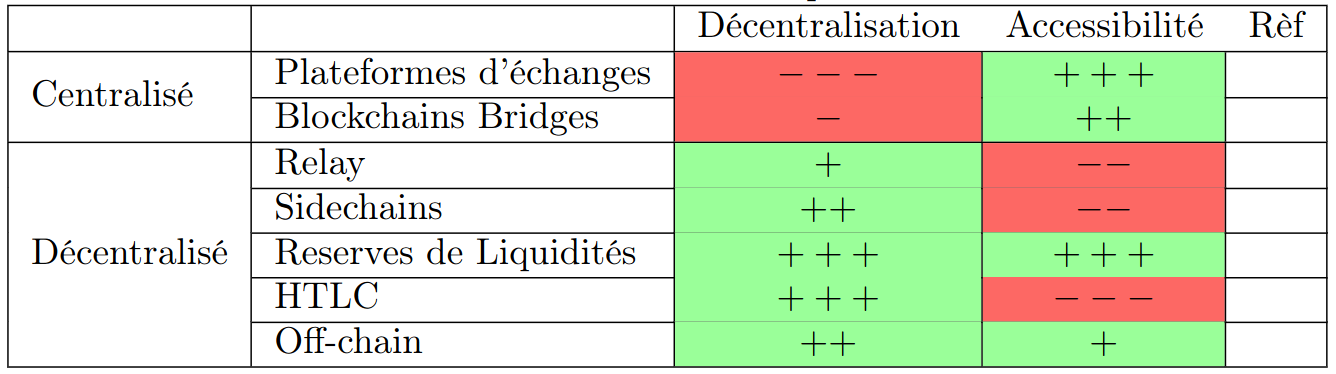 Décentralisation Accessibilité Rèf
Centralisé
Plateformes d'échanges − − − + + +
Blockchains Bridges − ++
Décentralisé
Relay + −−
Sidechains ++ −−
Reserves de Liquidités + + + + + +
HTLC + + + − − −
Off-chain ++ +